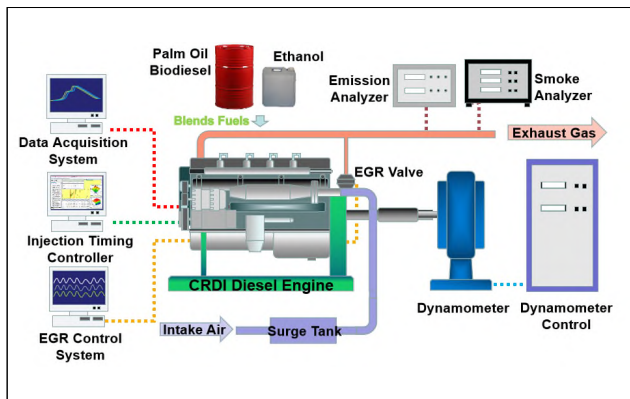 Palm Oil
Biodiesel
Ethanol
Blends Fuels
Emission
Analyzer
Smoke
Analyzer
Exhaust Gas
Data Acquisition
System
EGR Valve
Injection Timing
Controller
CRDI Diesel Engine
EGR Control
System
Intake Air
Surge Tank
Dynamometer
Dynamometer
Control